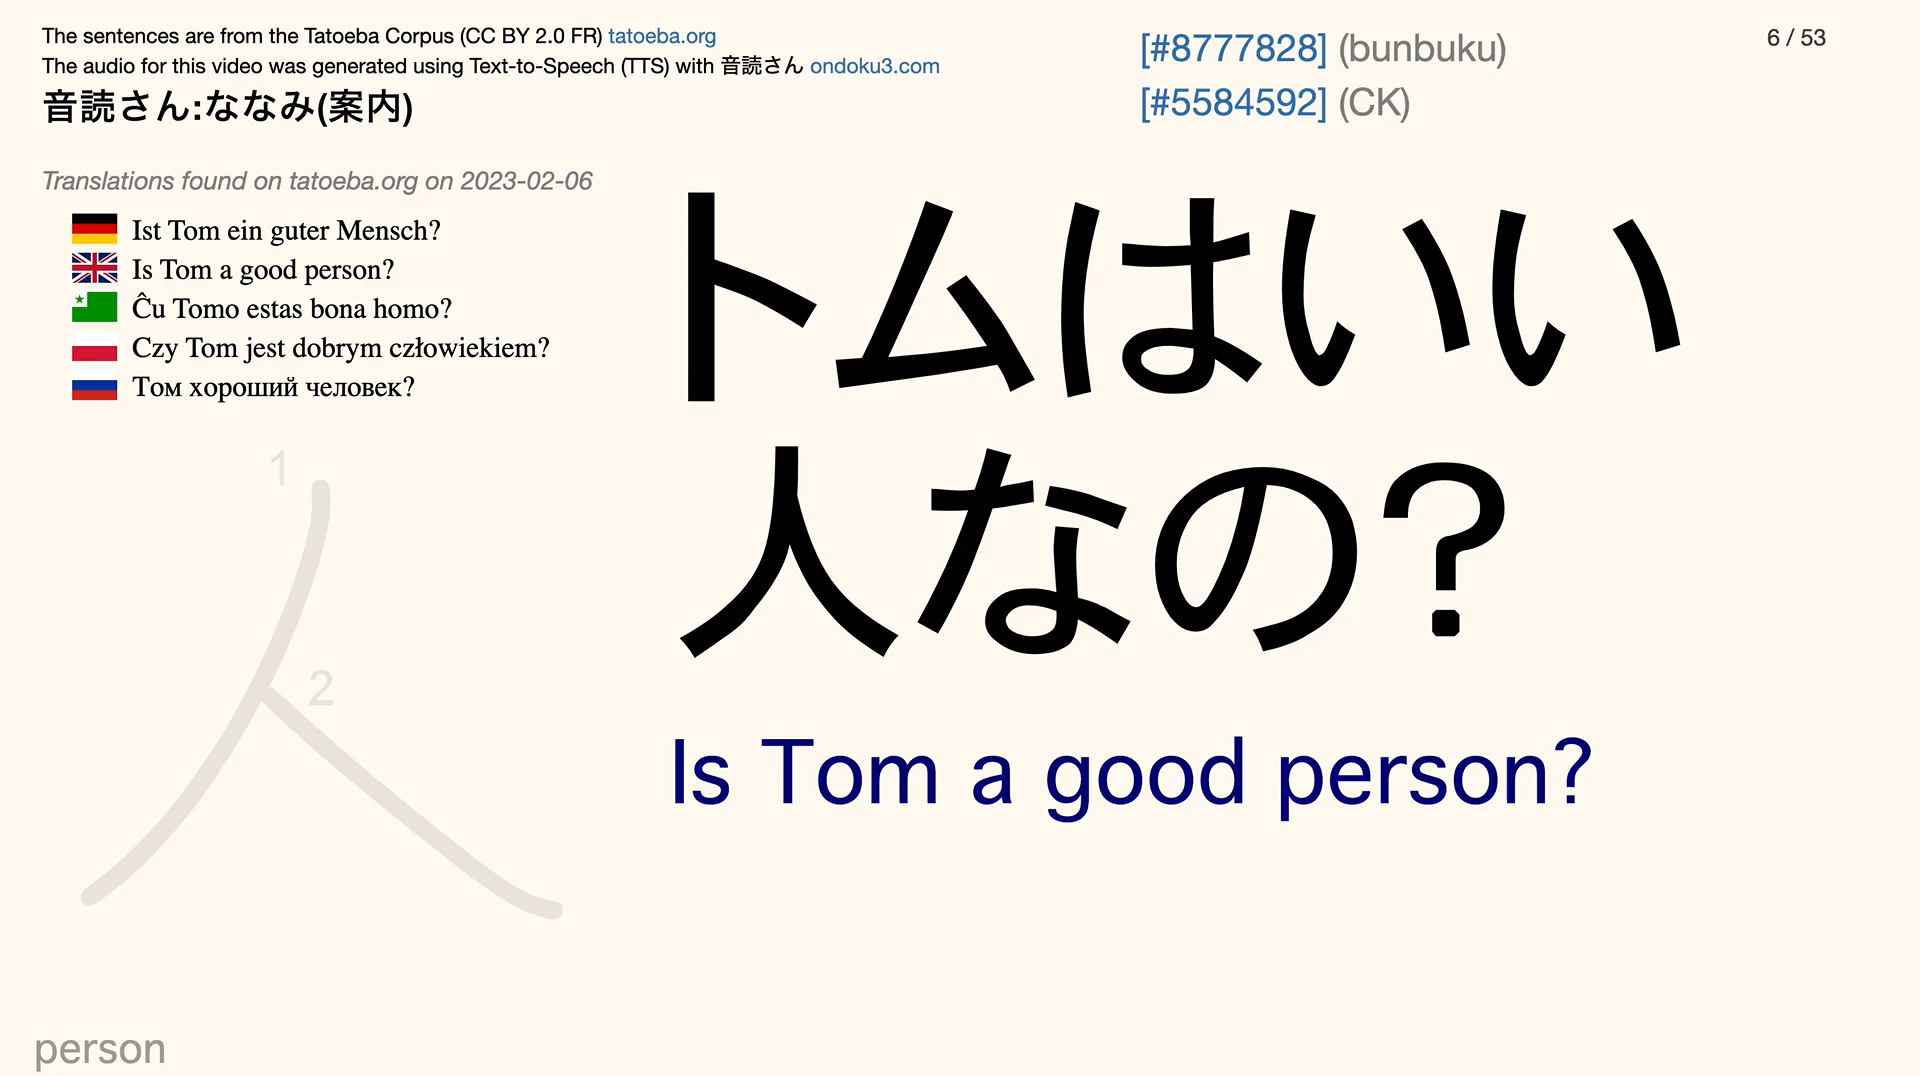 The sentences are from the Tatoeba Corpus (CC BY 2.0 FR) tatoeba.org
The audio for this video was generated using Text-to-Speech (TTS) with 音読さん ondoku3.com
音読さん:ななみ(案内)
[#8777828] (bunbuku)
[#5584592] (CK)
6 / 53
Translations found on tatoeba.org on 2023-02-06
Ist Tom ein guter Mensch?
Is Tom a good person?
Ĉu Tomo estas bona homo?
Czy Tom jest dobrym człowiekiem?
Том хороший человек?
トムはいい
人なの?
Is Tom a good person?
1
2
人
person